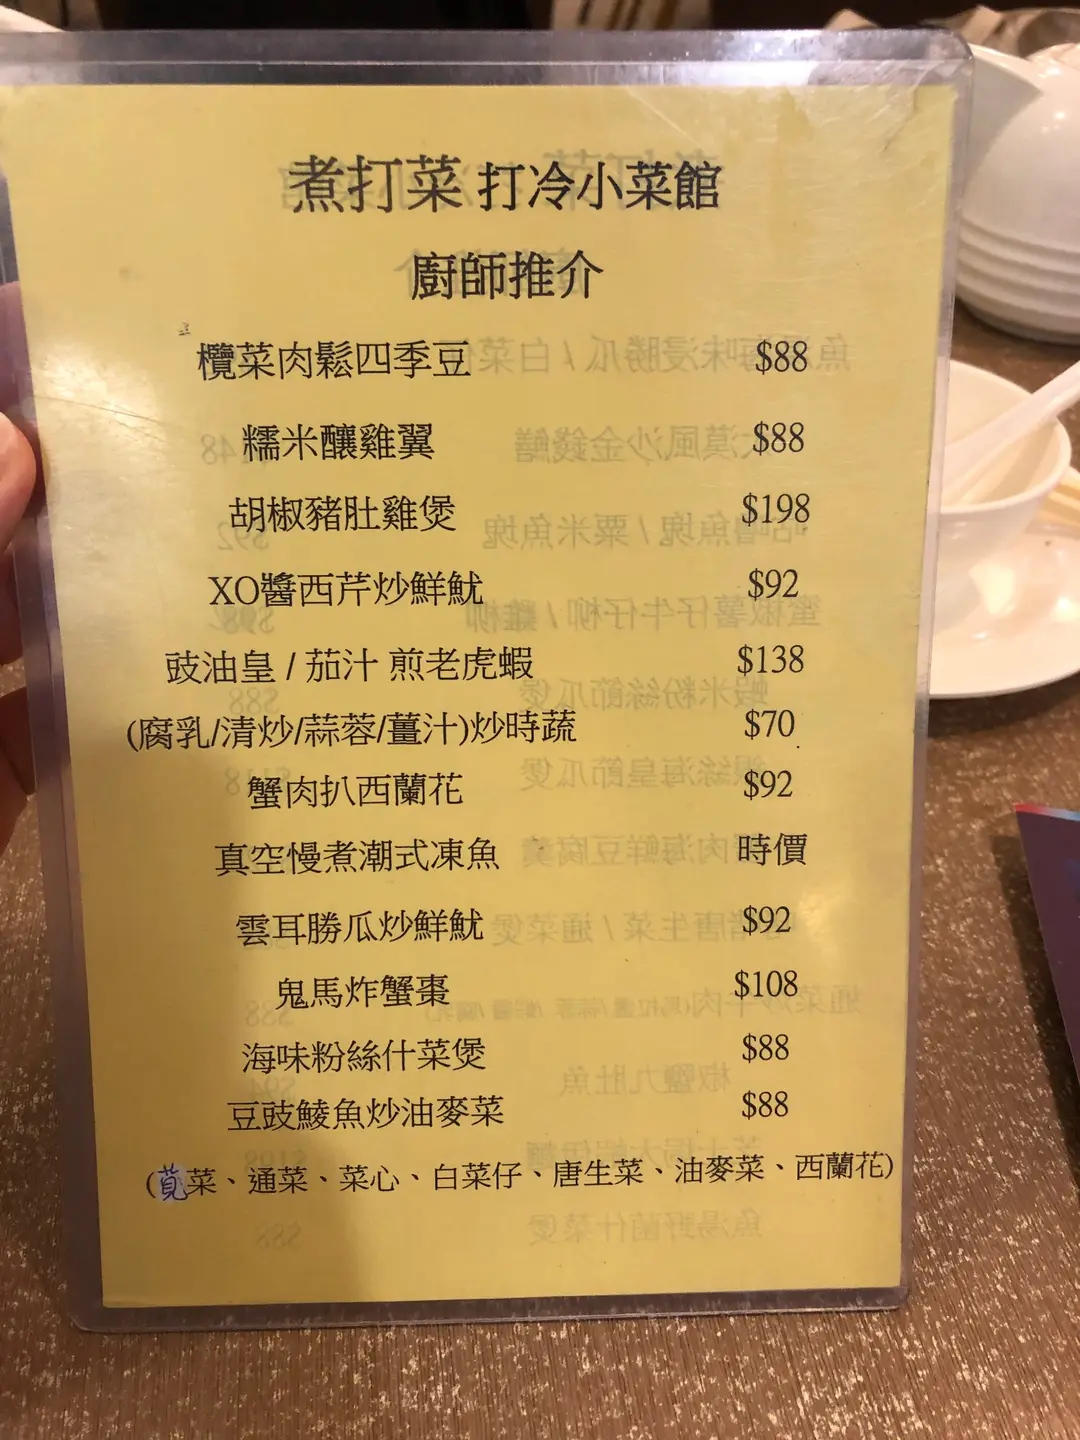 煮打菜 打冷小菜館
廚師推介
欖菜肉鬆四季豆 $88
糯米釀雞翼 $88
胡椒豬肚雞煲 $198
XO醬西芹炒鮮魷 $92
豉油皇 / 茄汁 煎老虎蝦 $138
(腐乳/清炒/蒜蓉/薑汁)炒時蔬 $70
蟹肉扒西蘭花 $92
真空慢煮潮式凍魚 時價
雲耳勝瓜炒鮮魷 $92
鬼馬炸蟹棗 $108
海味粉絲什菜煲 $88
豆豉鯪魚炒油麥菜 $88
(莧菜、通菜、菜心、白菜仔、唐生菜、油麥菜、西蘭花)